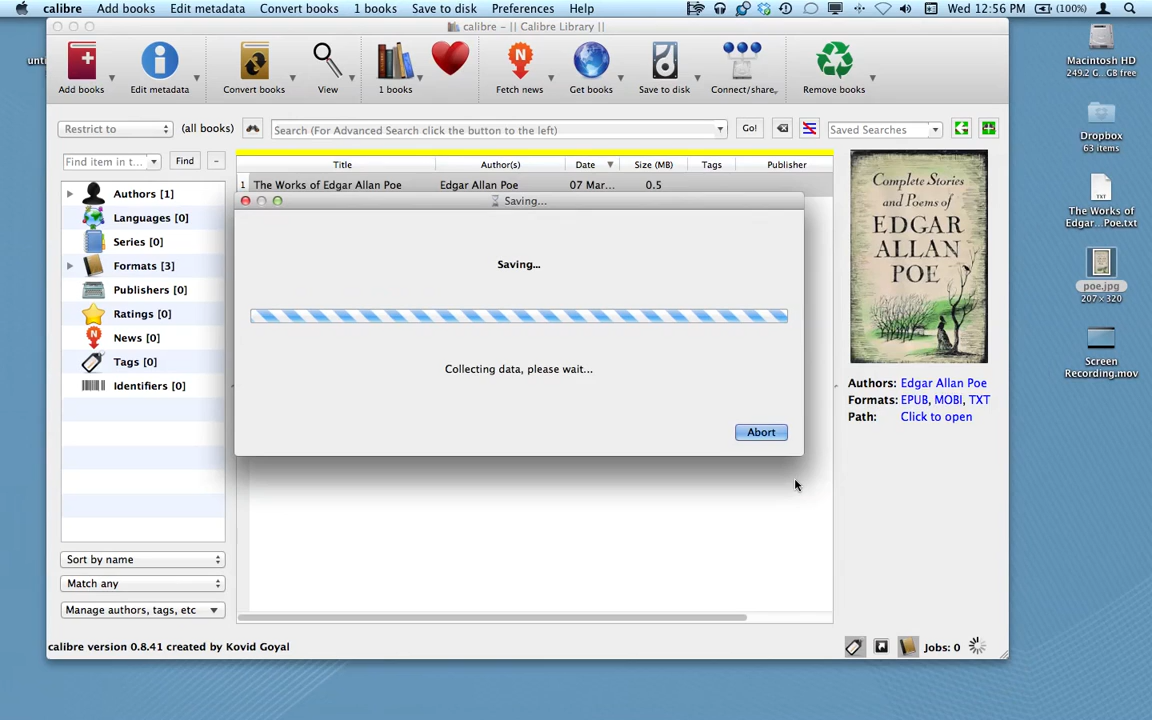 calibre Add books Edit metadata Convert books 1 books Save to disk Preferences Help Wed 12:56 PM (100%)
calibre - || Calibre Library ||
Add books Edit metadata Convert books View 1 books Fetch news Get books Save to disk Connect/share Remove books
Restrict to (all books) Search (For Advanced Search click the button to the left) Go! Saved Searches
Find item in t... Find -
Title Author(s) Date Size (MB) Tags Publisher
1 The Works of Edgar Allan Poe Edgar Allan Poe 07 Mar... 0.5
Authors [1]
Languages [0]
Series [0]
Formats [3]
Publishers [0]
Ratings [0]
News [0]
Tags [0]
Identifiers [0]
Sort by name
Match any
Manage authors, tags, etc
Saving...
Saving...
Collecting data, please wait...
Abort
Complete Stories
and Poems of
EDGAR
ALLAN
POE
Authors: Edgar Allan Poe
Formats: EPUB, MOBI, TXT
Path: Click to open
calibre version 0.8.41 created by Kovid Goyal
Jobs: 0
Macintosh HD
249.2 G...GB free
Dropbox
63 items
TXT
The Works of
Edgar...Poe.txt
poe.jpg
207 × 320
Screen
Recording.mov